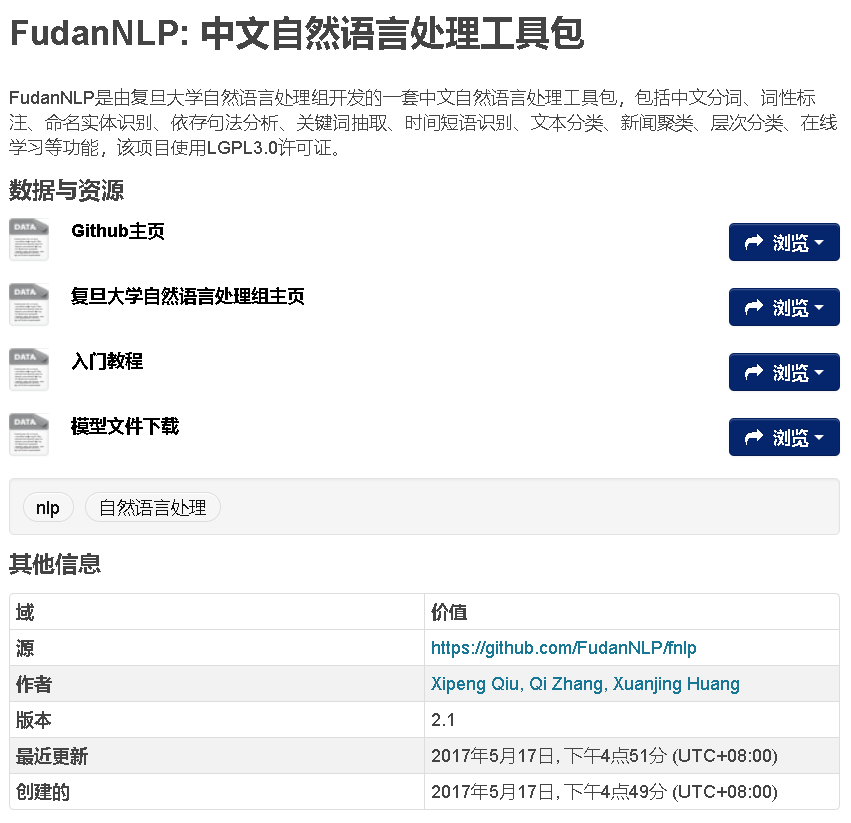 FudanNLP: 中文自然语言处理工具包
FudanNLP是由复旦大学自然语言处理组开发的一套中文自然语言处理工具包，包括中文分词、词性标
注、命名实体识别、依存句法分析、关键词抽取、时间短语识别、文本分类、新闻聚类、层次分类、在线
学习等功能，该项目使用LGPL3.0许可证。
数据与资源
DATA Github主页 浏览
DATA 复旦大学自然语言处理组主页 浏览
DATA 入门教程 浏览
DATA 模型文件下载 浏览
nlp 自然语言处理
其他信息
域 价值
源 https://github.com/FudanNLP/fnlp
作者 Xipeng Qiu, Qi Zhang, Xuanjing Huang
版本 2.1
最近更新 2017年5月17日, 下午4点51分 (UTC+08:00)
创建的 2017年5月17日, 下午4点49分 (UTC+08:00)